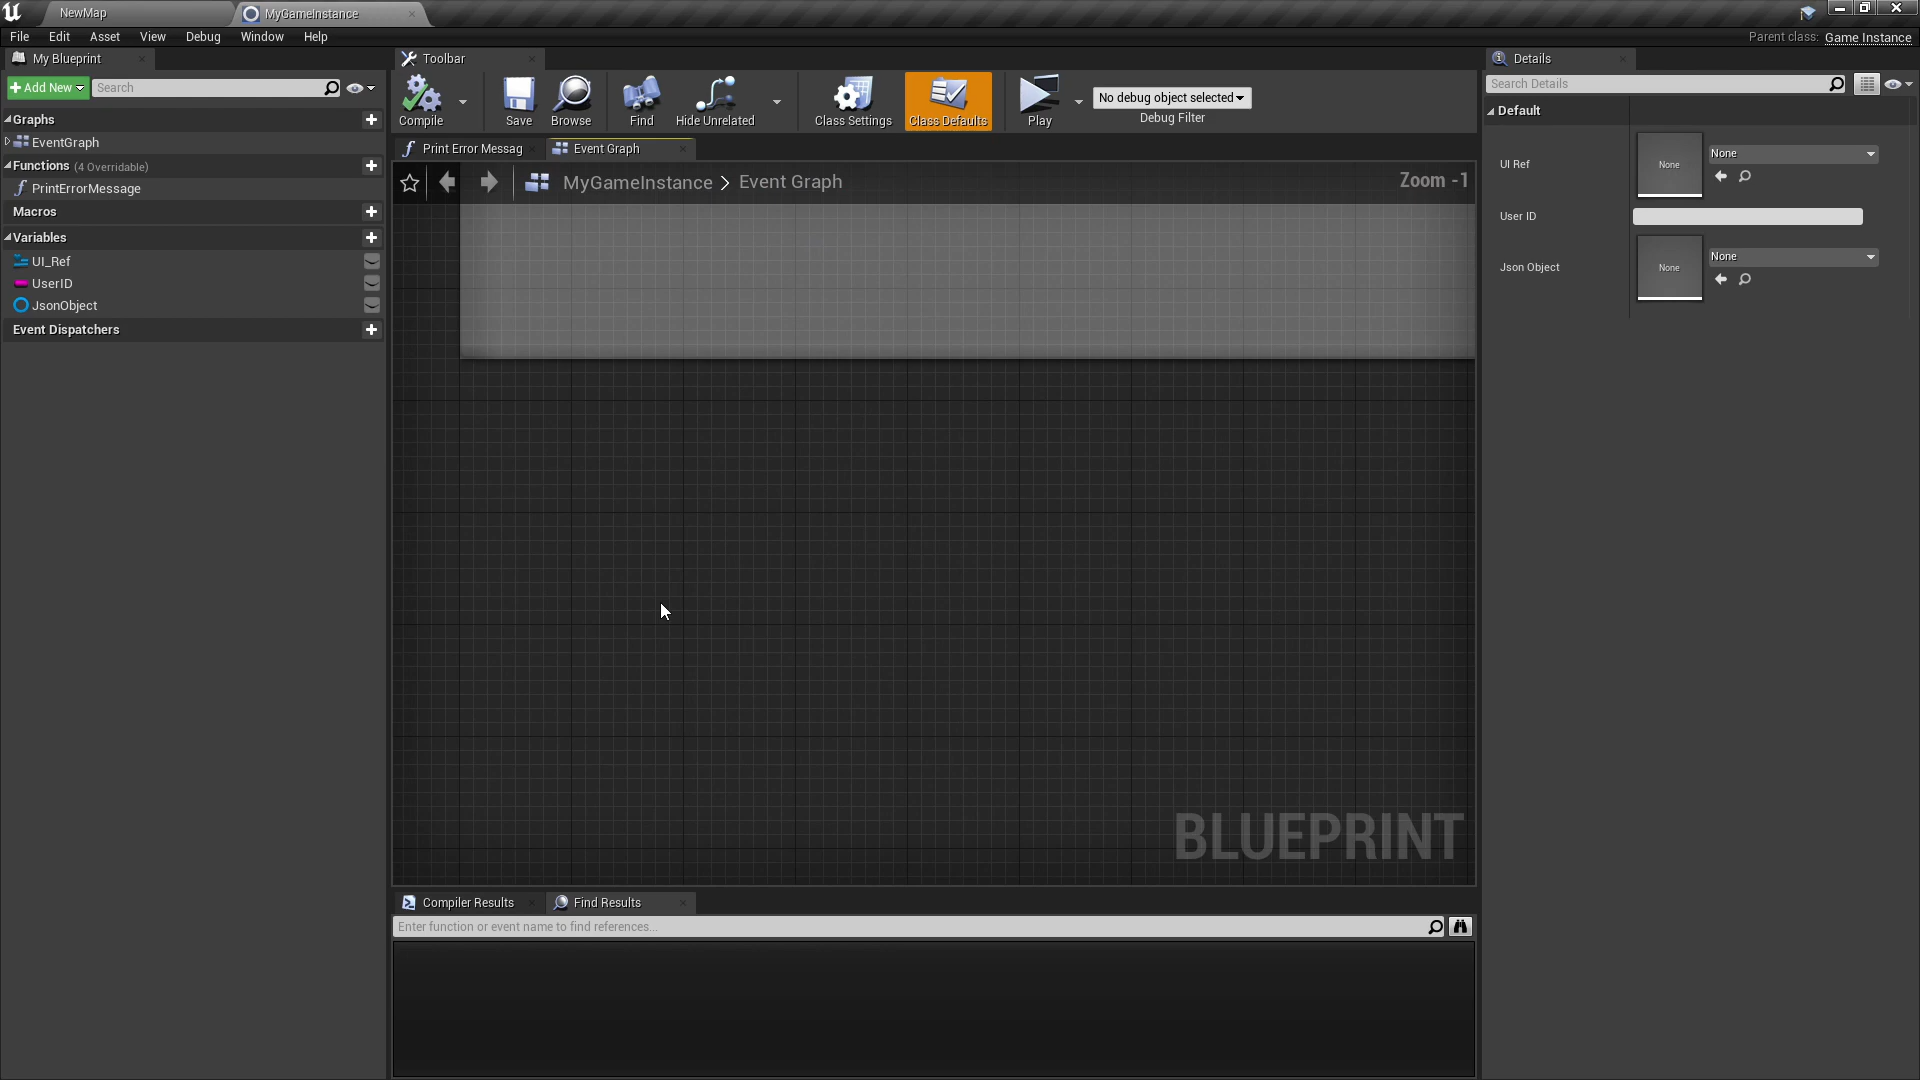 NewMap
MyGameInstance
File Edit Asset View Debug Window Help
Parent class: Game Instance
My Blueprint
Toolbar
Details
Add New
Search
Compile
Save
Browse
Find
Hide Unrelated
Class Settings
Class Defaults
Play
No debug object selected
Debug Filter
Search Details
Graphs
EventGraph
Functions (4 Overridable)
PrintErrorMessage
Macros
Variables
UI_Ref
UserID
JsonObject
Event Dispatchers
Print Error Messag
Event Graph
MyGameInstance > Event Graph
Zoom -1
BLUEPRINT
Default
UI Ref
None
None
User ID
Json Object
None
None
Compiler Results
Find Results
Enter function or event name to find references...